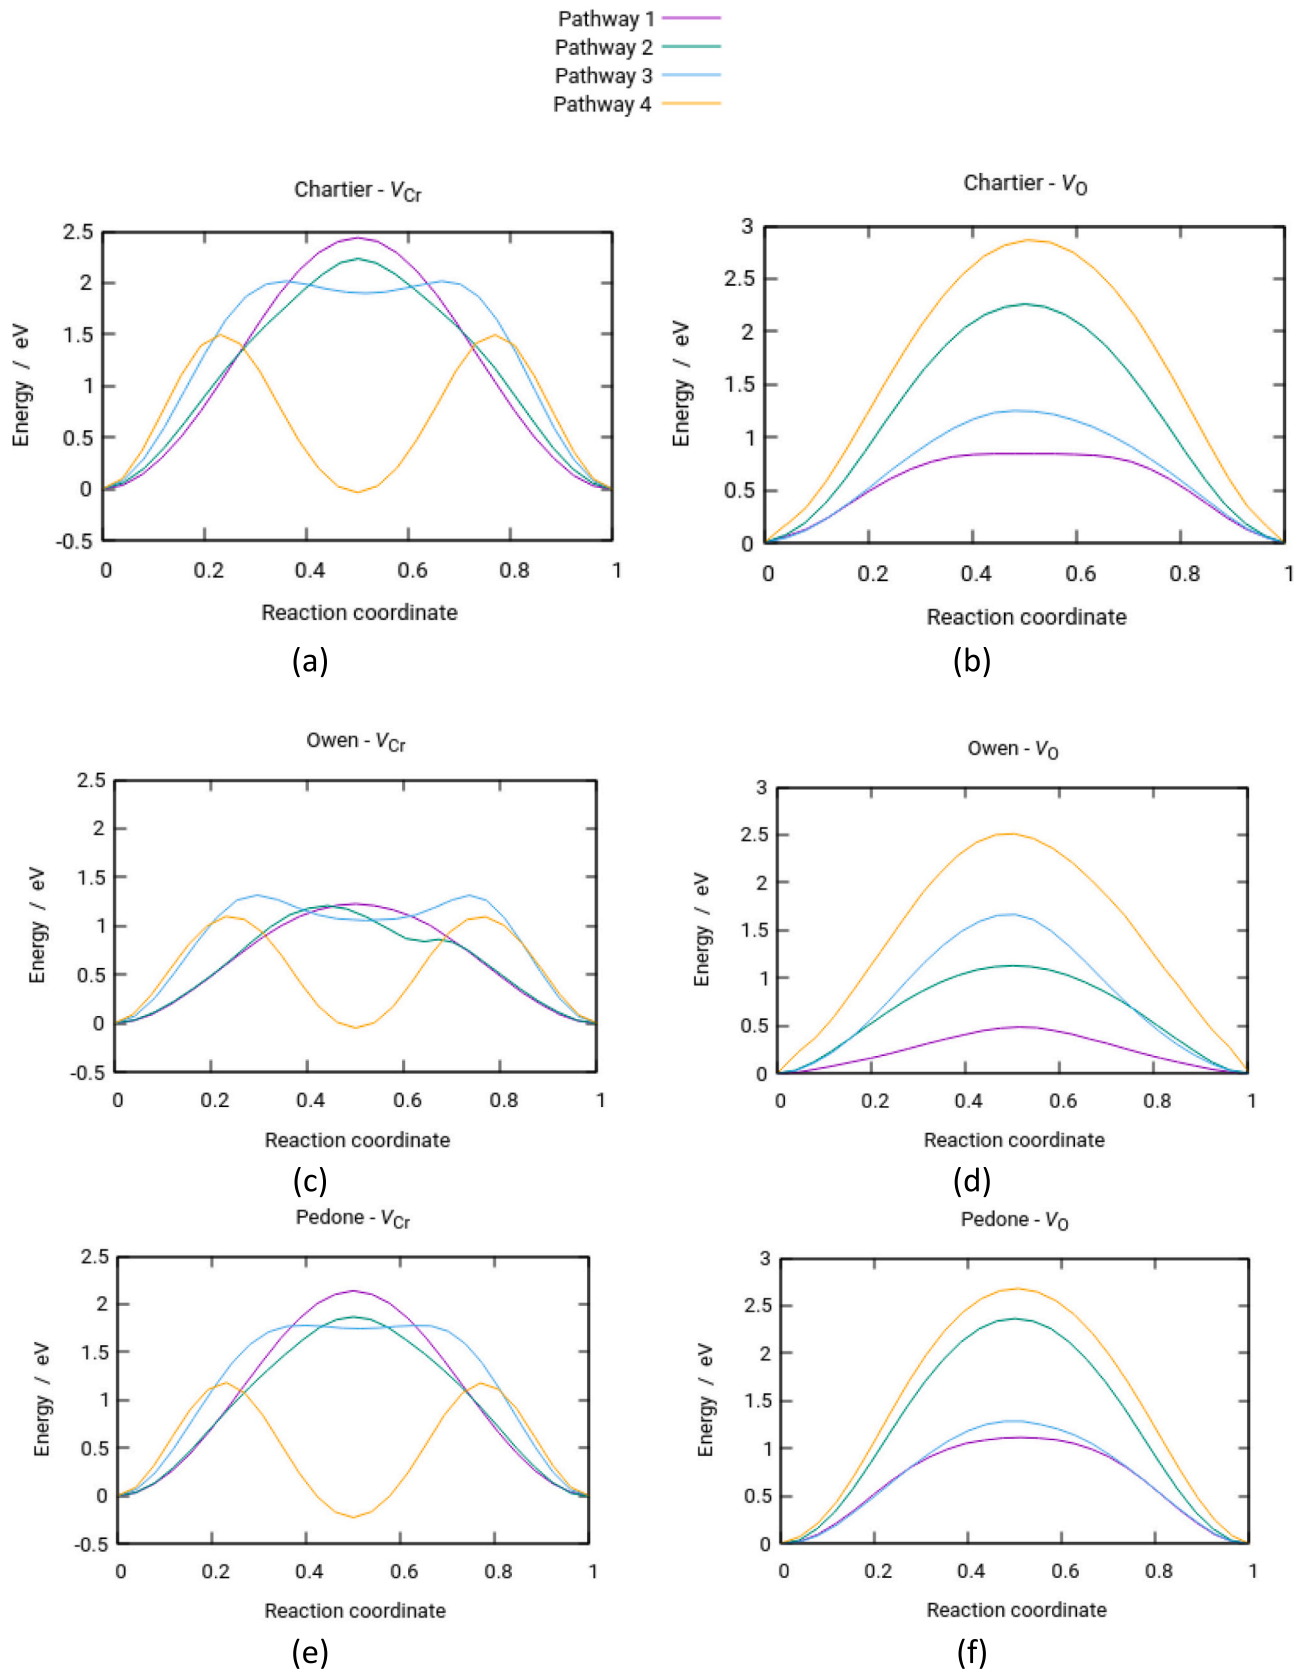 Pathway 1
Pathway 2
Pathway 3
Pathway 4
Chartier - VCr
2.5
2
1.5
1
0.5
0
-0.5
Energy / eV
0 0.2 0.4 0.6 0.8 1
Reaction coordinate
(a)
Chartier - VO
3
2.5
2
1.5
1
0.5
0
Energy / eV
0 0.2 0.4 0.6 0.8 1
Reaction coordinate
(b)
Owen - VCr
2.5
2
1.5
1
0.5
0
-0.5
Energy / eV
0 0.2 0.4 0.6 0.8 1
Reaction coordinate
(c)
Owen - VO
3
2.5
2
1.5
1
0.5
0
Energy / eV
0 0.2 0.4 0.6 0.8 1
Reaction coordinate
(d)
Pedone - VCr
2.5
2
1.5
1
0.5
0
-0.5
Energy / eV
0 0.2 0.4 0.6 0.8 1
Reaction coordinate
(e)
Pedone - VO
3
2.5
2
1.5
1
0.5
0
Energy / eV
0 0.2 0.4 0.6 0.8 1
Reaction coordinate
(f)